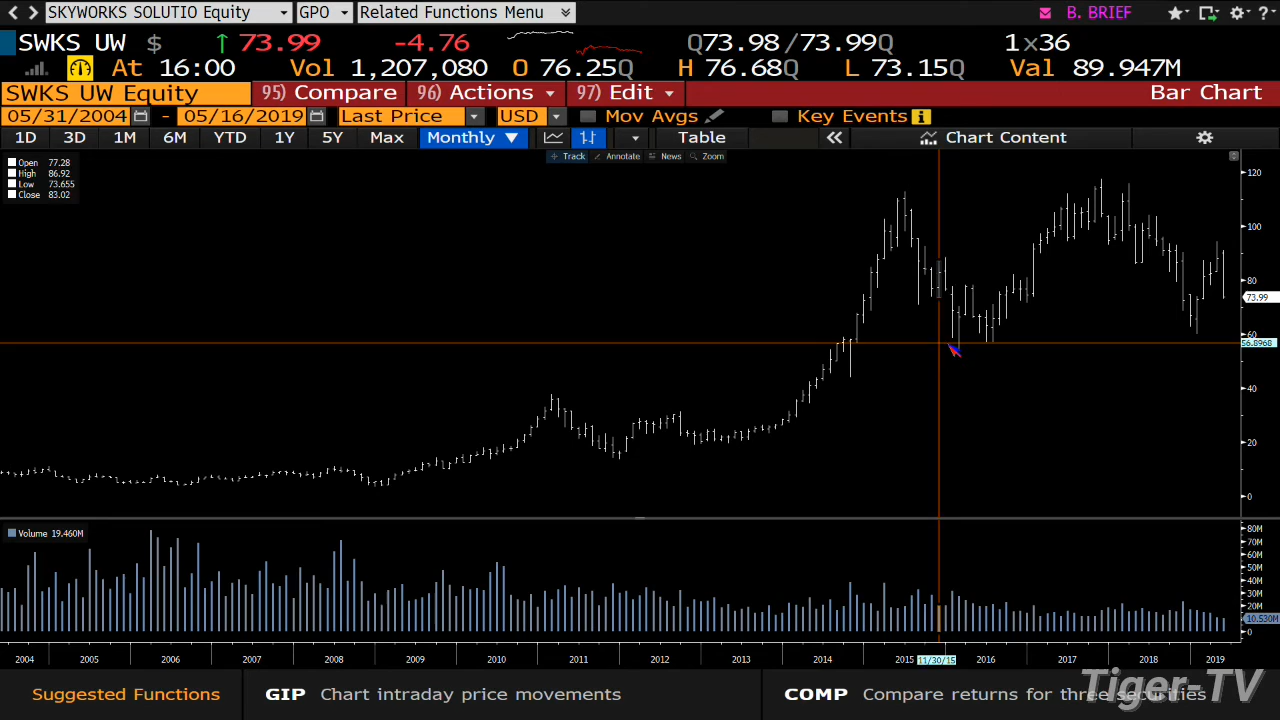 SKYWORKS SOLUTIO Equity GPO Related Functions Menu B. BRIEF
SWKS UW $ ↑ 73.99 -4.76 Q73.98/73.99Q 1x36
At 16:00 Vol 1,207,080 O 76.25Q H 76.68Q L 73.15Q Val 89.947M
SWKS UW Equity 95) Compare 96) Actions 97) Edit Bar Chart
05/31/2004 - 05/16/2019 Last Price USD Mov Avgs Key Events
1D 3D 1M 6M YTD 1Y 5Y Max Monthly ▼ Table Chart Content
Track Annotate News Zoom
Open 77.28
High 86.92
Low 73.655
Close 83.02
120
100
80
73.99
60
56.8968
40
20
0
Volume 19.460M
80M
70M
60M
50M
40M
30M
20M
10.530M
0
2004 2005 2006 2007 2008 2009 2010 2011 2012 2013 2014 2015 11/30/15 2016 2017 2018 2019
Suggested Functions GIP Chart intraday price movements COMP Compare returns for three securities
Tiger-TV